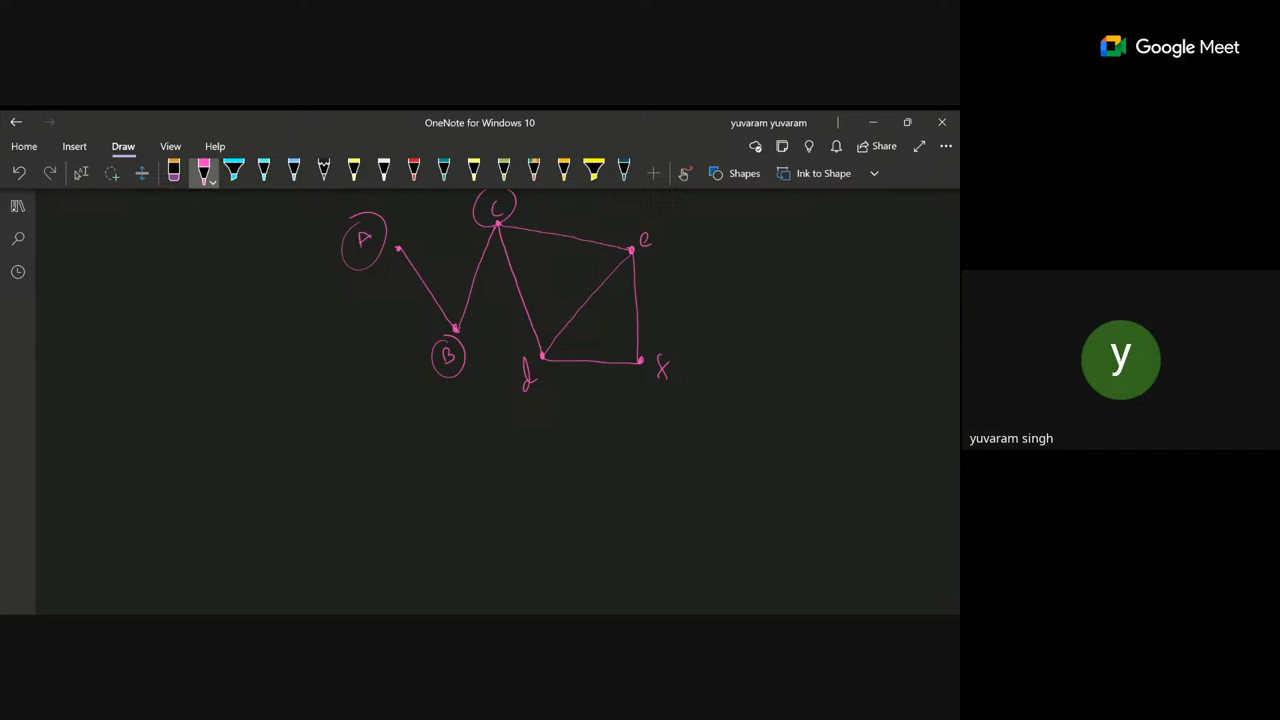 Google Meet
OneNote for Windows 10
yuvaram yuvaram
Home Insert Draw View Help
Share
Shapes
Ink to Shape
C
A
e
B
d
f
y
yuvaram singh